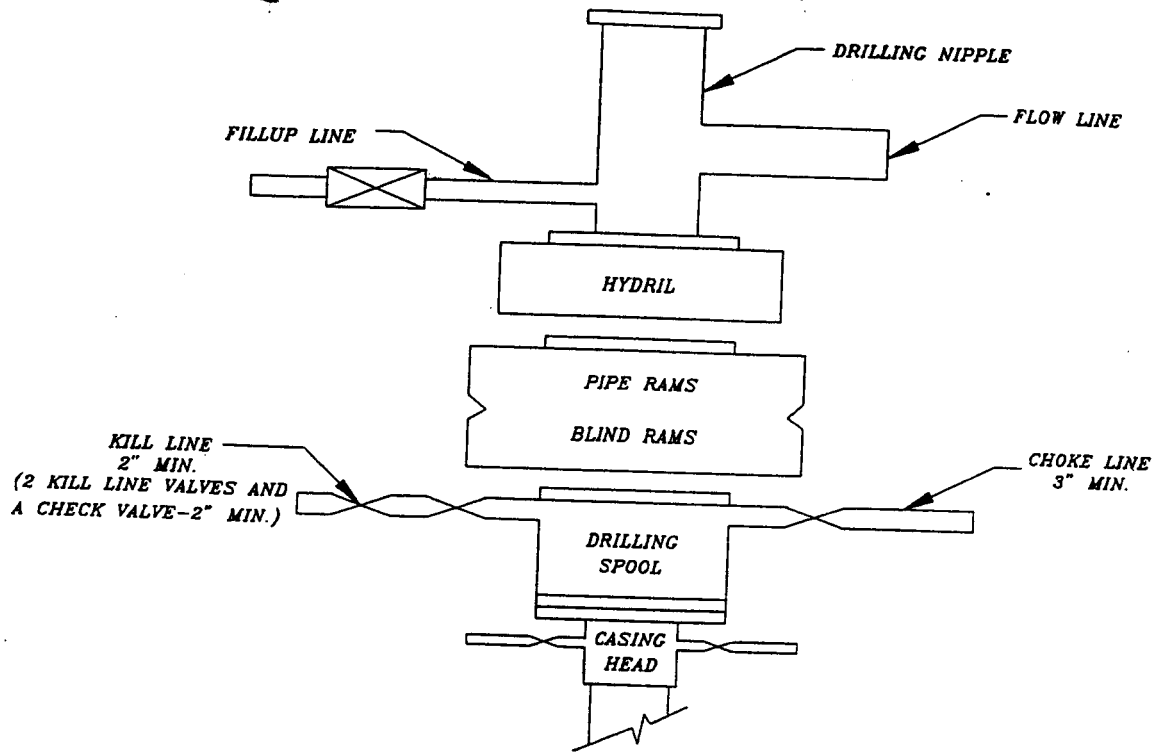 DRILLING NIPPLE
FLOW LINE
FILLUP LINE
HYDRIL
PIPE RAMS
BLIND RAMS
KILL LINE
2" MIN.
(2 KILL LINE VALVES AND
A CHECK VALVE-2" MIN.)
CHOKE LINE
3" MIN.
DRILLING
SPOOL
CASING
HEAD